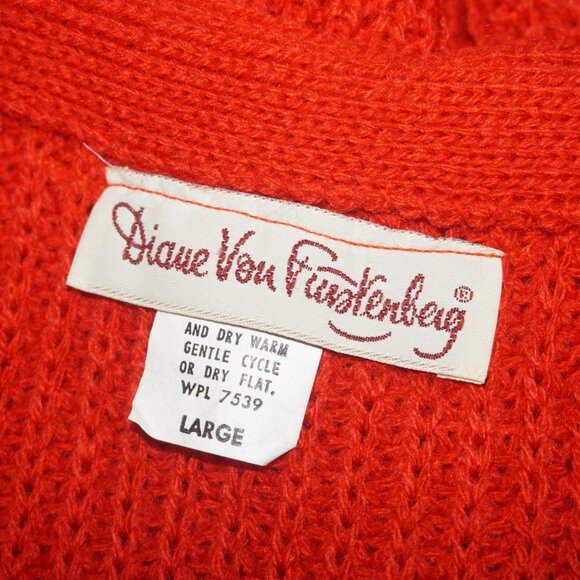 Diane Von Furstenberg ®
AND DRY WARM
GENTLE CYCLE
OR DRY FLAT.
WPL 7539
LARGE